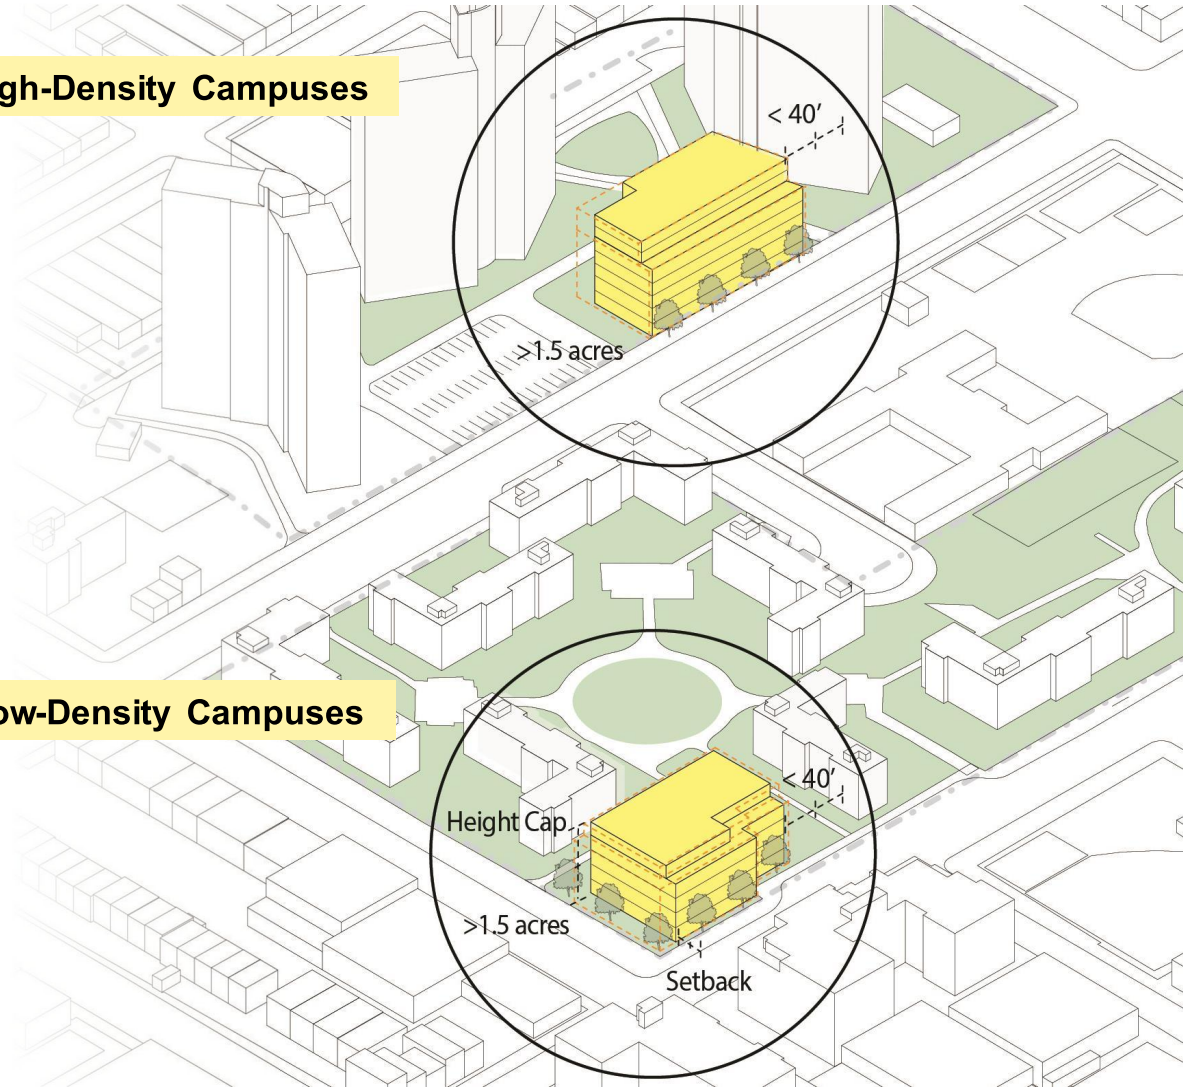 gh-Density Campuses
< 40’
>1.5 acres
ow-Density Campuses
< 40’
Height Cap
>1.5 acres
Setback